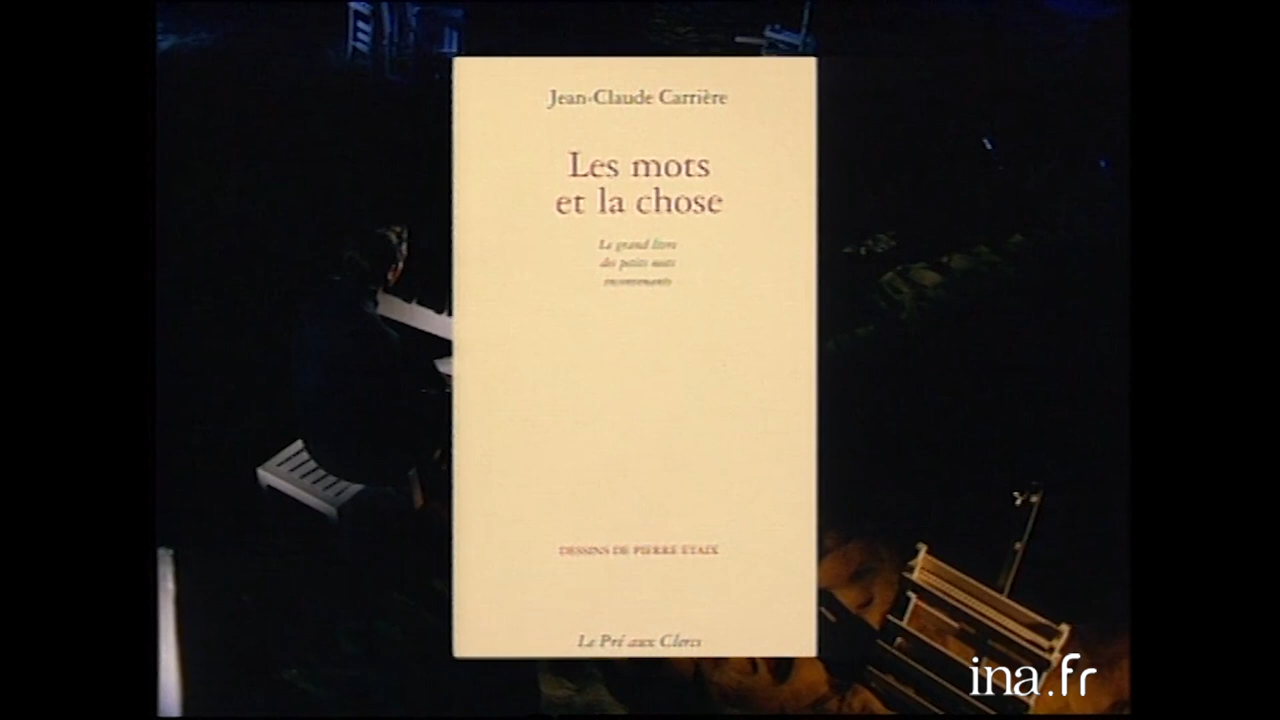 Jean-Claude Carrière
Les mots
et la chose
Le grand livre
des petits mots
inconvenants
DESSINS DE PIERRE ETAIX
Le Pré aux Clercs
ina.fr